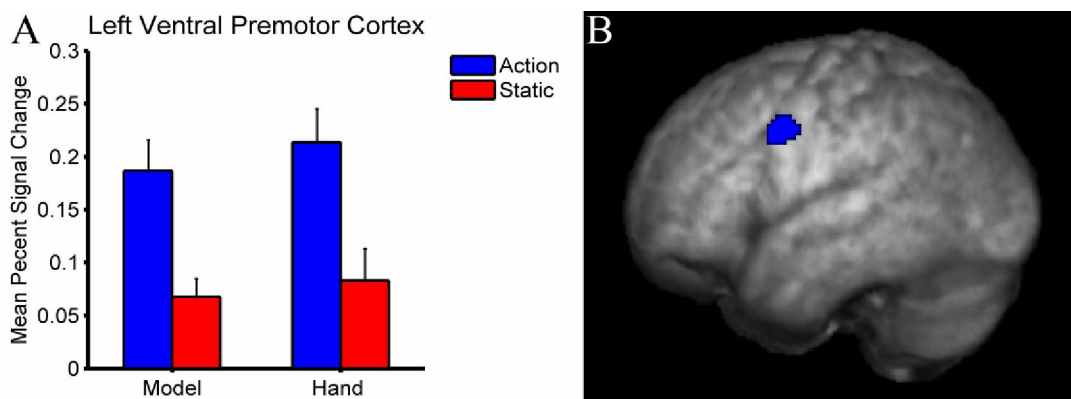 A
Left Ventral Premotor Cortex
0.3
0.25
0.2
0.15
0.1
0.05
0
Mean Pecent Signal Change
Model
Hand
Action
Static
B